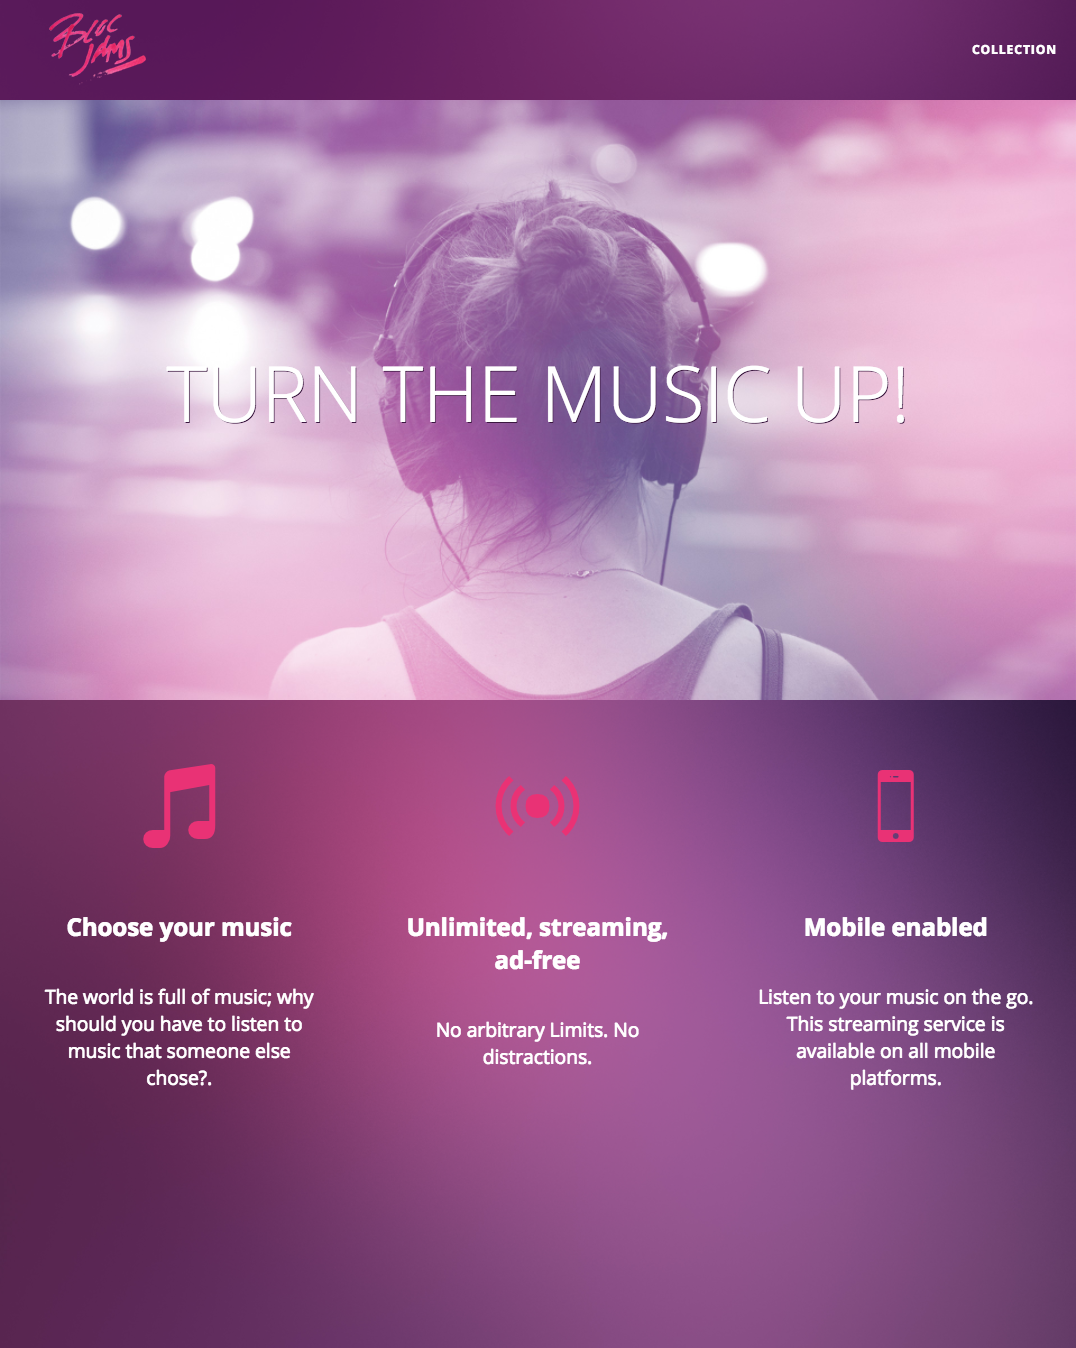 BLOC
JAMS
COLLECTION
TURN THE MUSIC UP!
Choose your music
The world is full of music; why
should you have to listen to
music that someone else
chose?.
Unlimited, streaming,
ad-free
No arbitrary Limits. No
distractions.
Mobile enabled
Listen to your music on the go.
This streaming service is
available on all mobile
platforms.